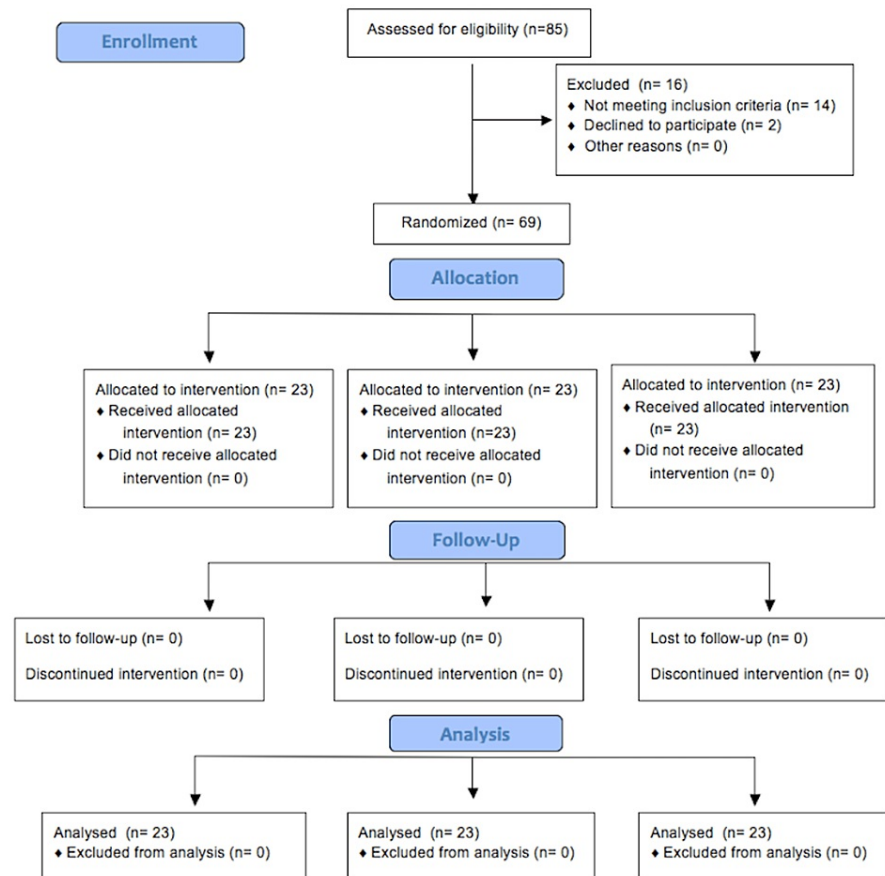 Enrollment
Assessed for eligibility (n=85)
Excluded (n= 16)
♦ Not meeting inclusion criteria (n= 14)
♦ Declined to participate (n= 2)
♦ Other reasons (n= 0)
Randomized (n= 69)
Allocation
Allocated to intervention (n= 23)
♦ Received allocated
intervention (n= 23)
♦ Did not receive allocated
intervention (n= 0)
Allocated to intervention (n= 23)
♦ Received allocated
intervention (n=23)
♦ Did not receive allocated
intervention (n= 0)
Allocated to intervention (n= 23)
♦ Received allocated intervention
(n= 23)
♦ Did not receive allocated
intervention (n= 0)
Follow-Up
Lost to follow-up (n= 0)
Discontinued intervention (n= 0)
Lost to follow-up (n= 0)
Discontinued intervention (n= 0)
Lost to follow-up (n= 0)
Discontinued intervention (n= 0)
Analysis
Analysed (n= 23)
♦ Excluded from analysis (n= 0)
Analysed (n= 23)
♦ Excluded from analysis (n= 0)
Analysed (n= 23)
♦ Excluded from analysis (n= 0)